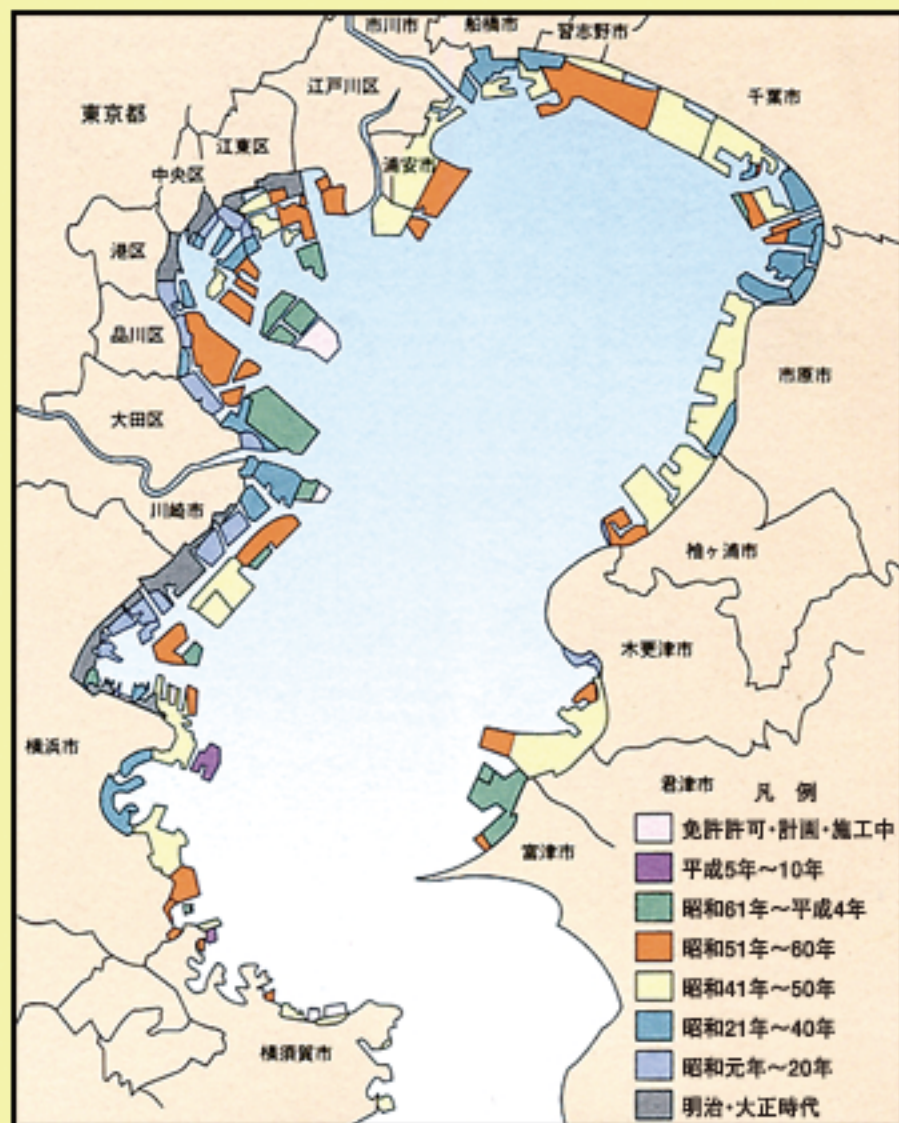 市川市
船橋市
習志野市
江戸川区
千葉市
東京都
江東区
浦安市
中央区
港区
品川区
市原市
大田区
川崎市
袖ヶ浦市
木更津市
横浜市
君津市
富津市
横須賀市
凡 例
免許許可・計画・施工中
平成5年～10年
昭和61年～平成4年
昭和51年～60年
昭和41年～50年
昭和21年～40年
昭和元年～20年
明治・大正時代